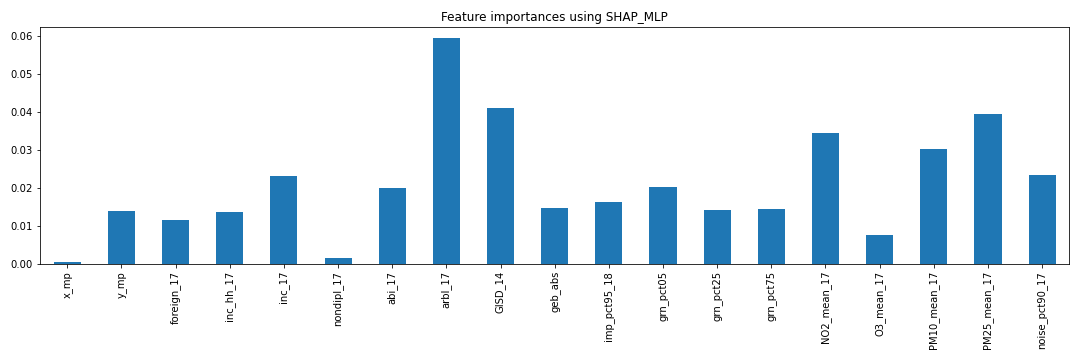 Feature importances using SHAP_MLP
0.06
0.05
0.04
0.03
0.02
0.01
0.00
x_mp
y_mp
foreign_17
inc_hh_17
inc_17
nondipl_17
abi_17
arbl_17
GISD_14
geb_abs
imp_pct95_18
grn_pct05
grn_pct25
grn_pct75
NO2_mean_17
O3_mean_17
PM10_mean_17
PM25_mean_17
noise_pct90_17